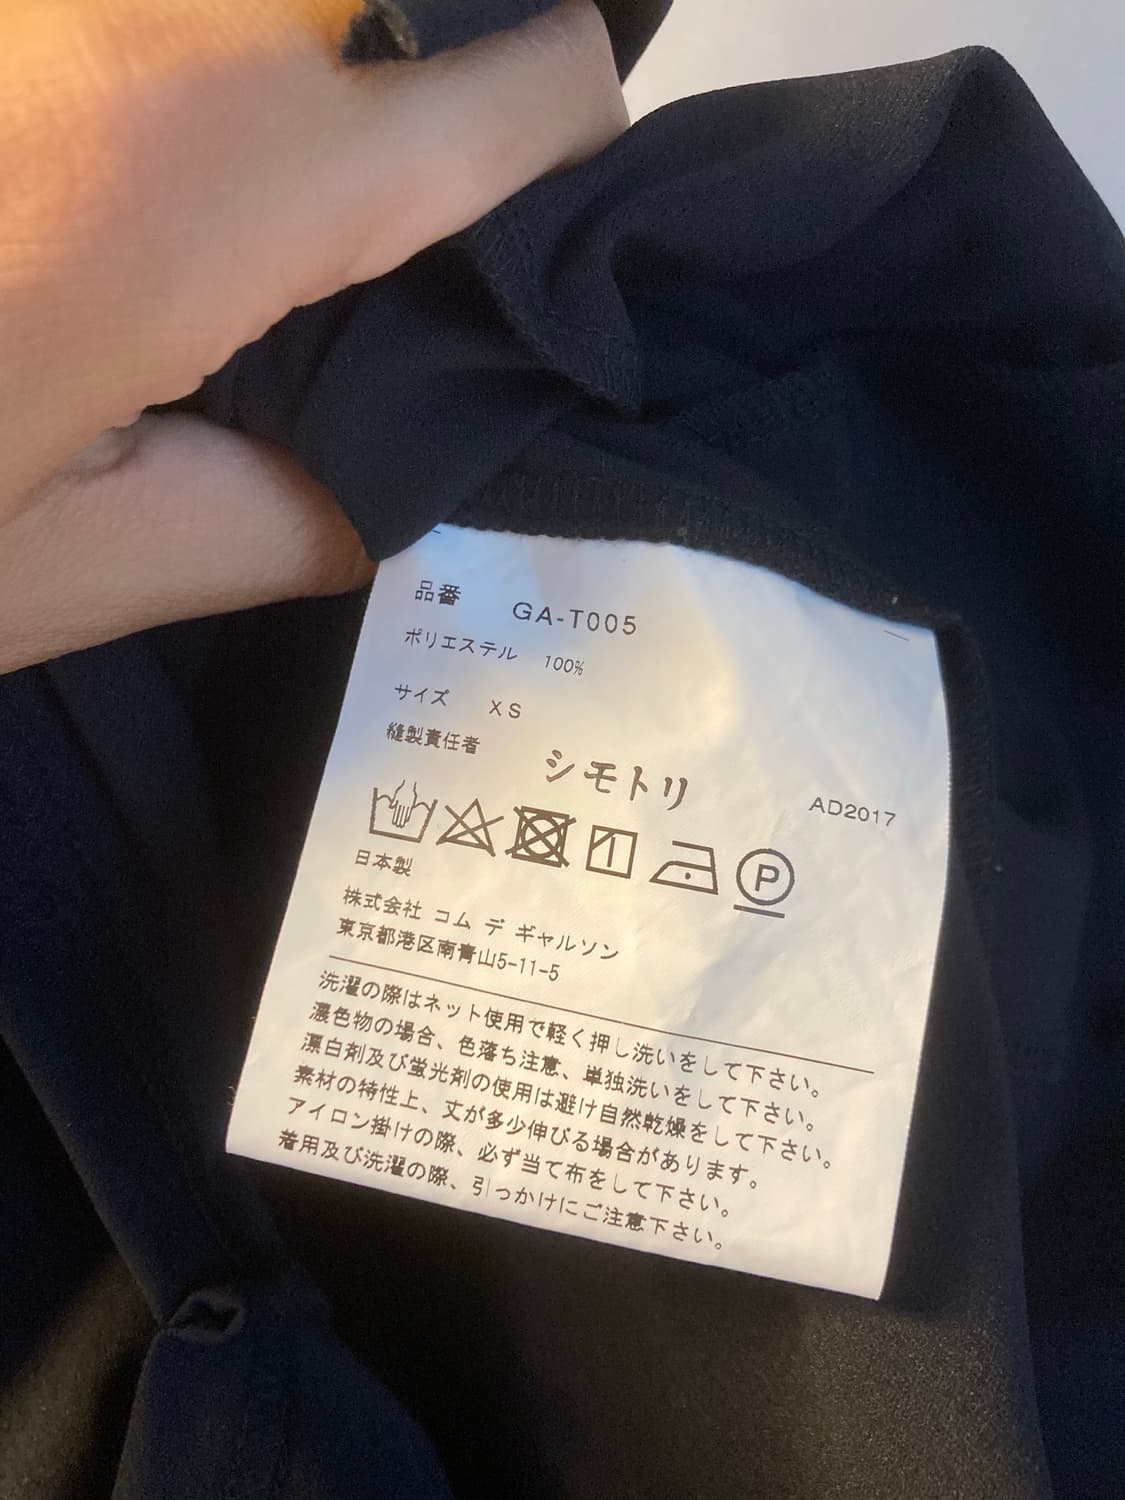 品番 GA-T005
ポリエステル 100%
サイズ XS
縫製責任者 シモトリ AD2017
P
日本製
株式会社 コム デ ギャルソン
東京都港区南青山5-11-5
洗濯の際はネット使用で軽く押し洗いをして下さい。
濃色物の場合、色落ち注意、単独洗いをして下さい。
漂白剤及び蛍光剤の使用は避け自然乾燥をして下さい。
素材の特性上、丈が多少伸びる場合があります。
アイロン掛けの際、必ず当て布をして下さい。
着用及び洗濯の際、引っかけにご注意下さい。